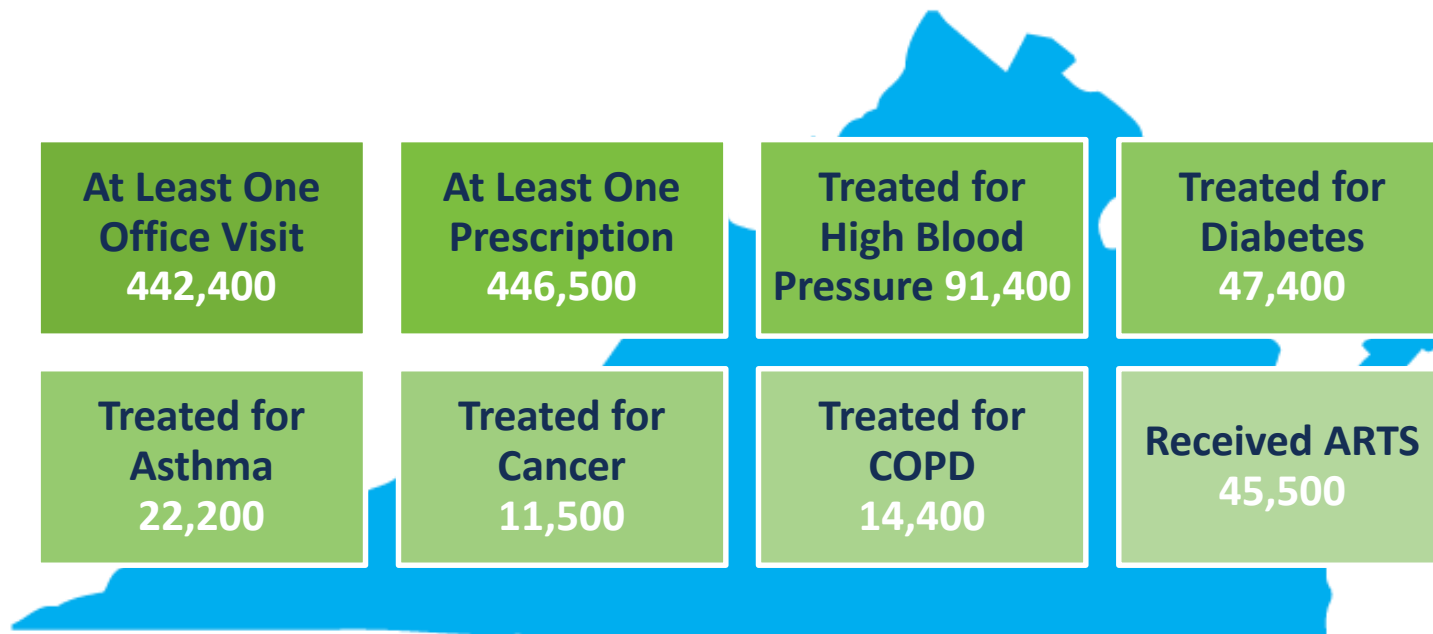 At Least One
Office Visit
442,400
At Least One
Prescription
446,500
Treated for
High Blood
Pressure 91,400
Treated for
Diabetes
47,400
Treated for
Asthma
22,200
Treated for
Cancer
11,500
Treated for
COPD
14,400
Received ARTS
45,500